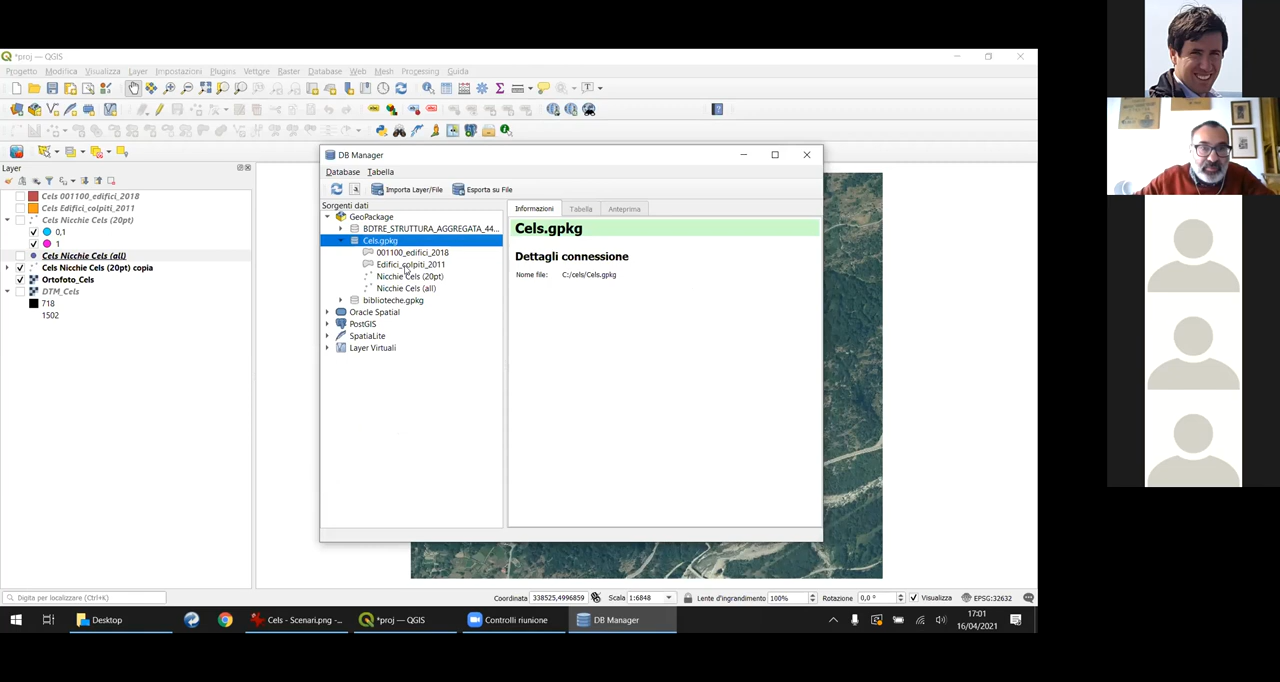 *proj — QGIS
Progetto Modifica Visualizza Layer Impostazioni Plugins Vettore Raster Database Web Mesh Processing Guida
Layer
Cels 001100_edifici_2018
Cels Edifici_colpiti_2011
Cels Nicchie Cels (20pt)
0,1
1
Cels Nicchie Cels (all)
Cels Nicchie Cels (20pt) copia
Ortofoto_Cels
DTM_Cels
718
1502
DB Manager
Database Tabella
Importa Layer/File Esporta su File
Sorgenti dati
GeoPackage
BDTRE_STRUTTURA_AGGREGATA_44...
Cels.gpkg
001100_edifici_2018
Edifici_colpiti_2011
Nicchie Cels (20pt)
Nicchie Cels (all)
biblioteche.gpkg
Oracle Spatial
PostGIS
SpatiaLite
Layer Virtuali
Informazioni Tabella Anteprima
Cels.gpkg
Dettagli connessione
Nome file: C:/cels/Cels.gpkg
Digita per localizzare (Ctrl+K)
Coordinata 338525,4996859 Scala 1:6848 Lente d'ingrandimento 100% Rotazione 0,0 ° Visualizza EPSG:32632
Desktop
Cels - Scenari.png -...
*proj — QGIS
Controlli riunione
DB Manager
17:01
16/04/2021